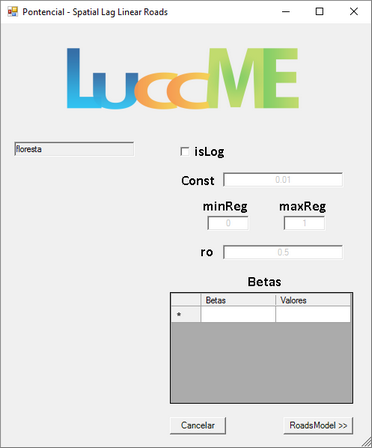 Pontencial - Spatial Lag Linear Roads
LuccME
floresta
isLog
Const 0.01
minReg maxReg
0 1
ro 0.5
Betas
Betas Valores
*
Cancelar RoadsModel >>